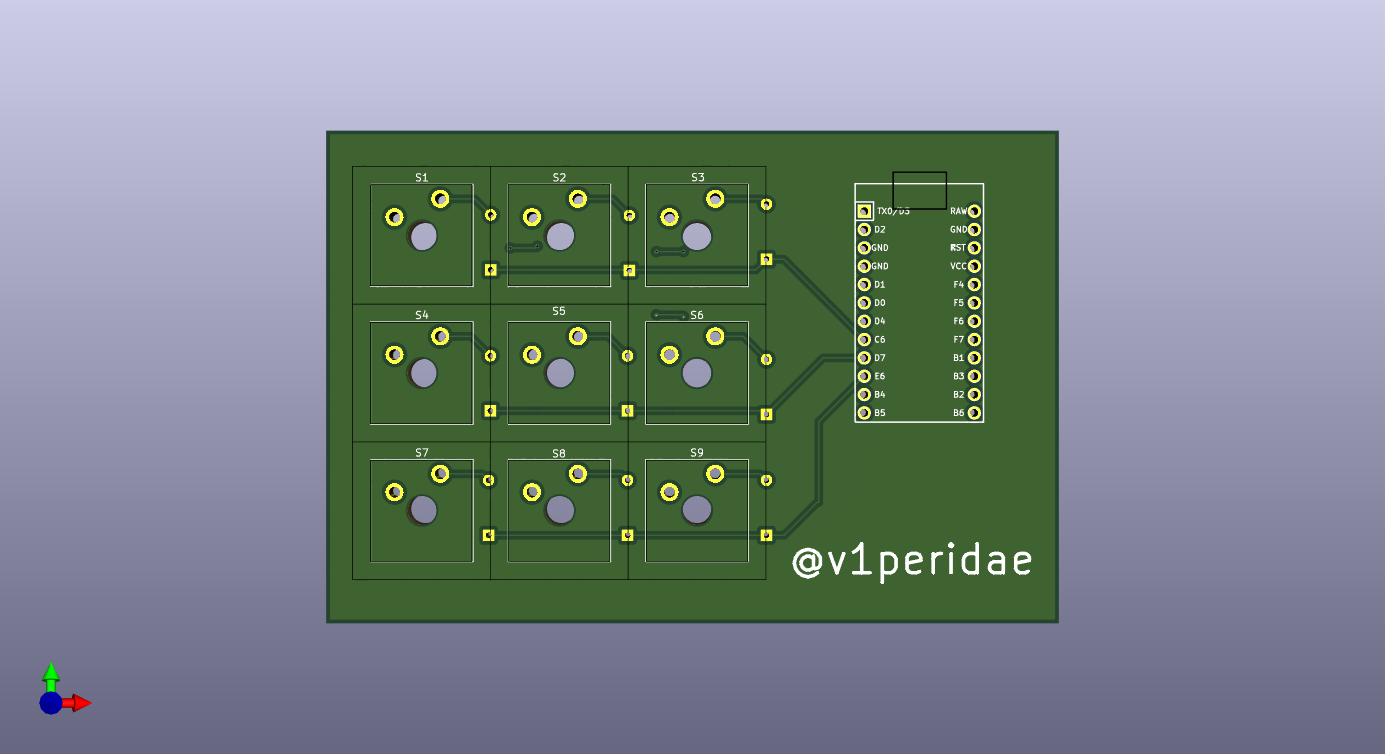 S1 S2 S3
TX0/D3 RAW
D2 GND
GND RST
GND VCC
D1 F4
D0 F5
D4 F6
C6 F7
D7 B1
E6 B3
B4 B2
B5 B6
S4 S5 S6
S7 S8 S9
@v1peridae